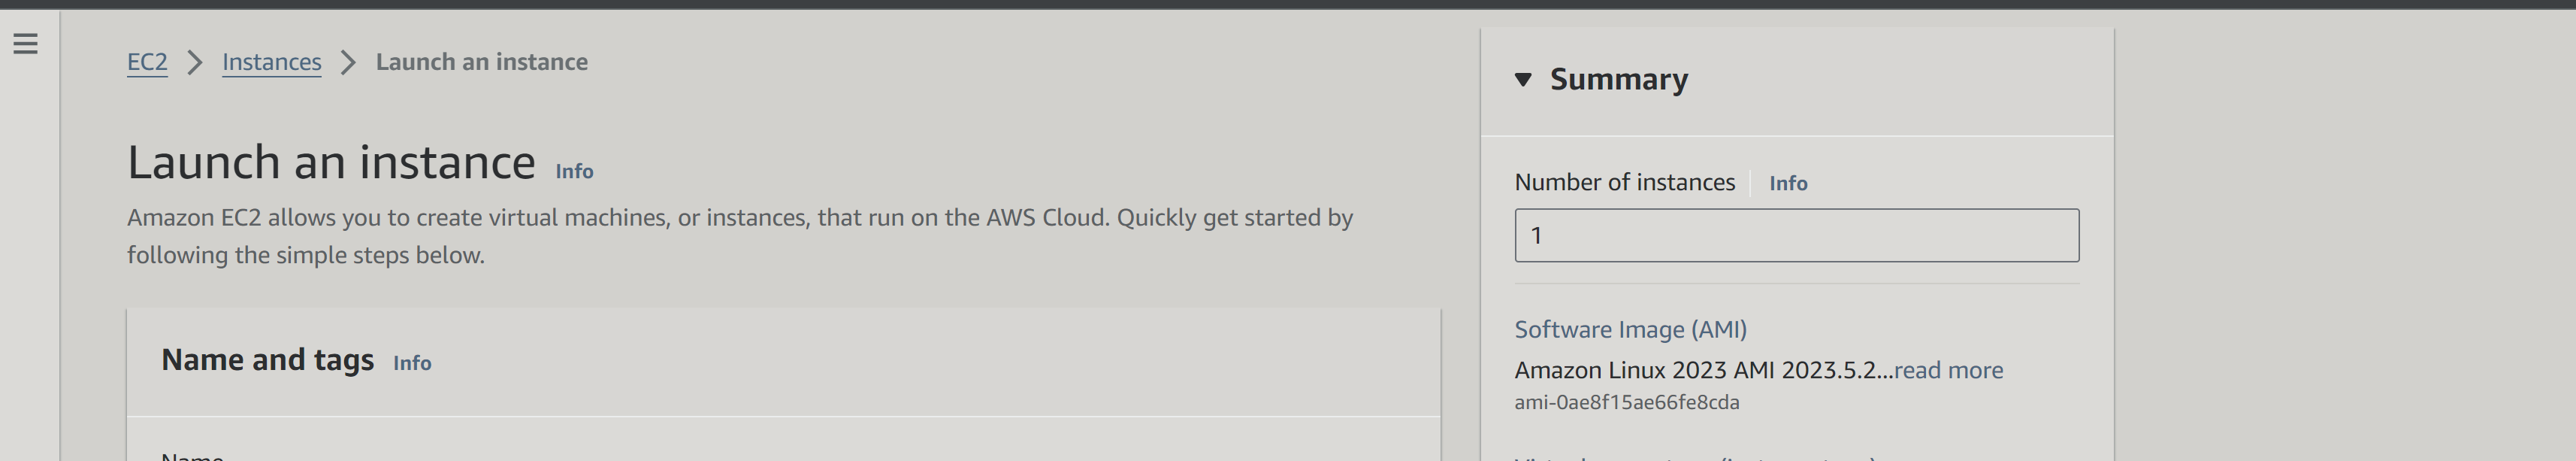 EC2 > Instances > Launch an instance
Launch an instance Info
Amazon EC2 allows you to create virtual machines, or instances, that run on the AWS Cloud. Quickly get started by
following the simple steps below.
Name and tags Info
Name
Summary
Number of instances Info
1
Software Image (AMI)
Amazon Linux 2023 AMI 2023.5.2...read more
ami-0ae8f15ae66fe8cda